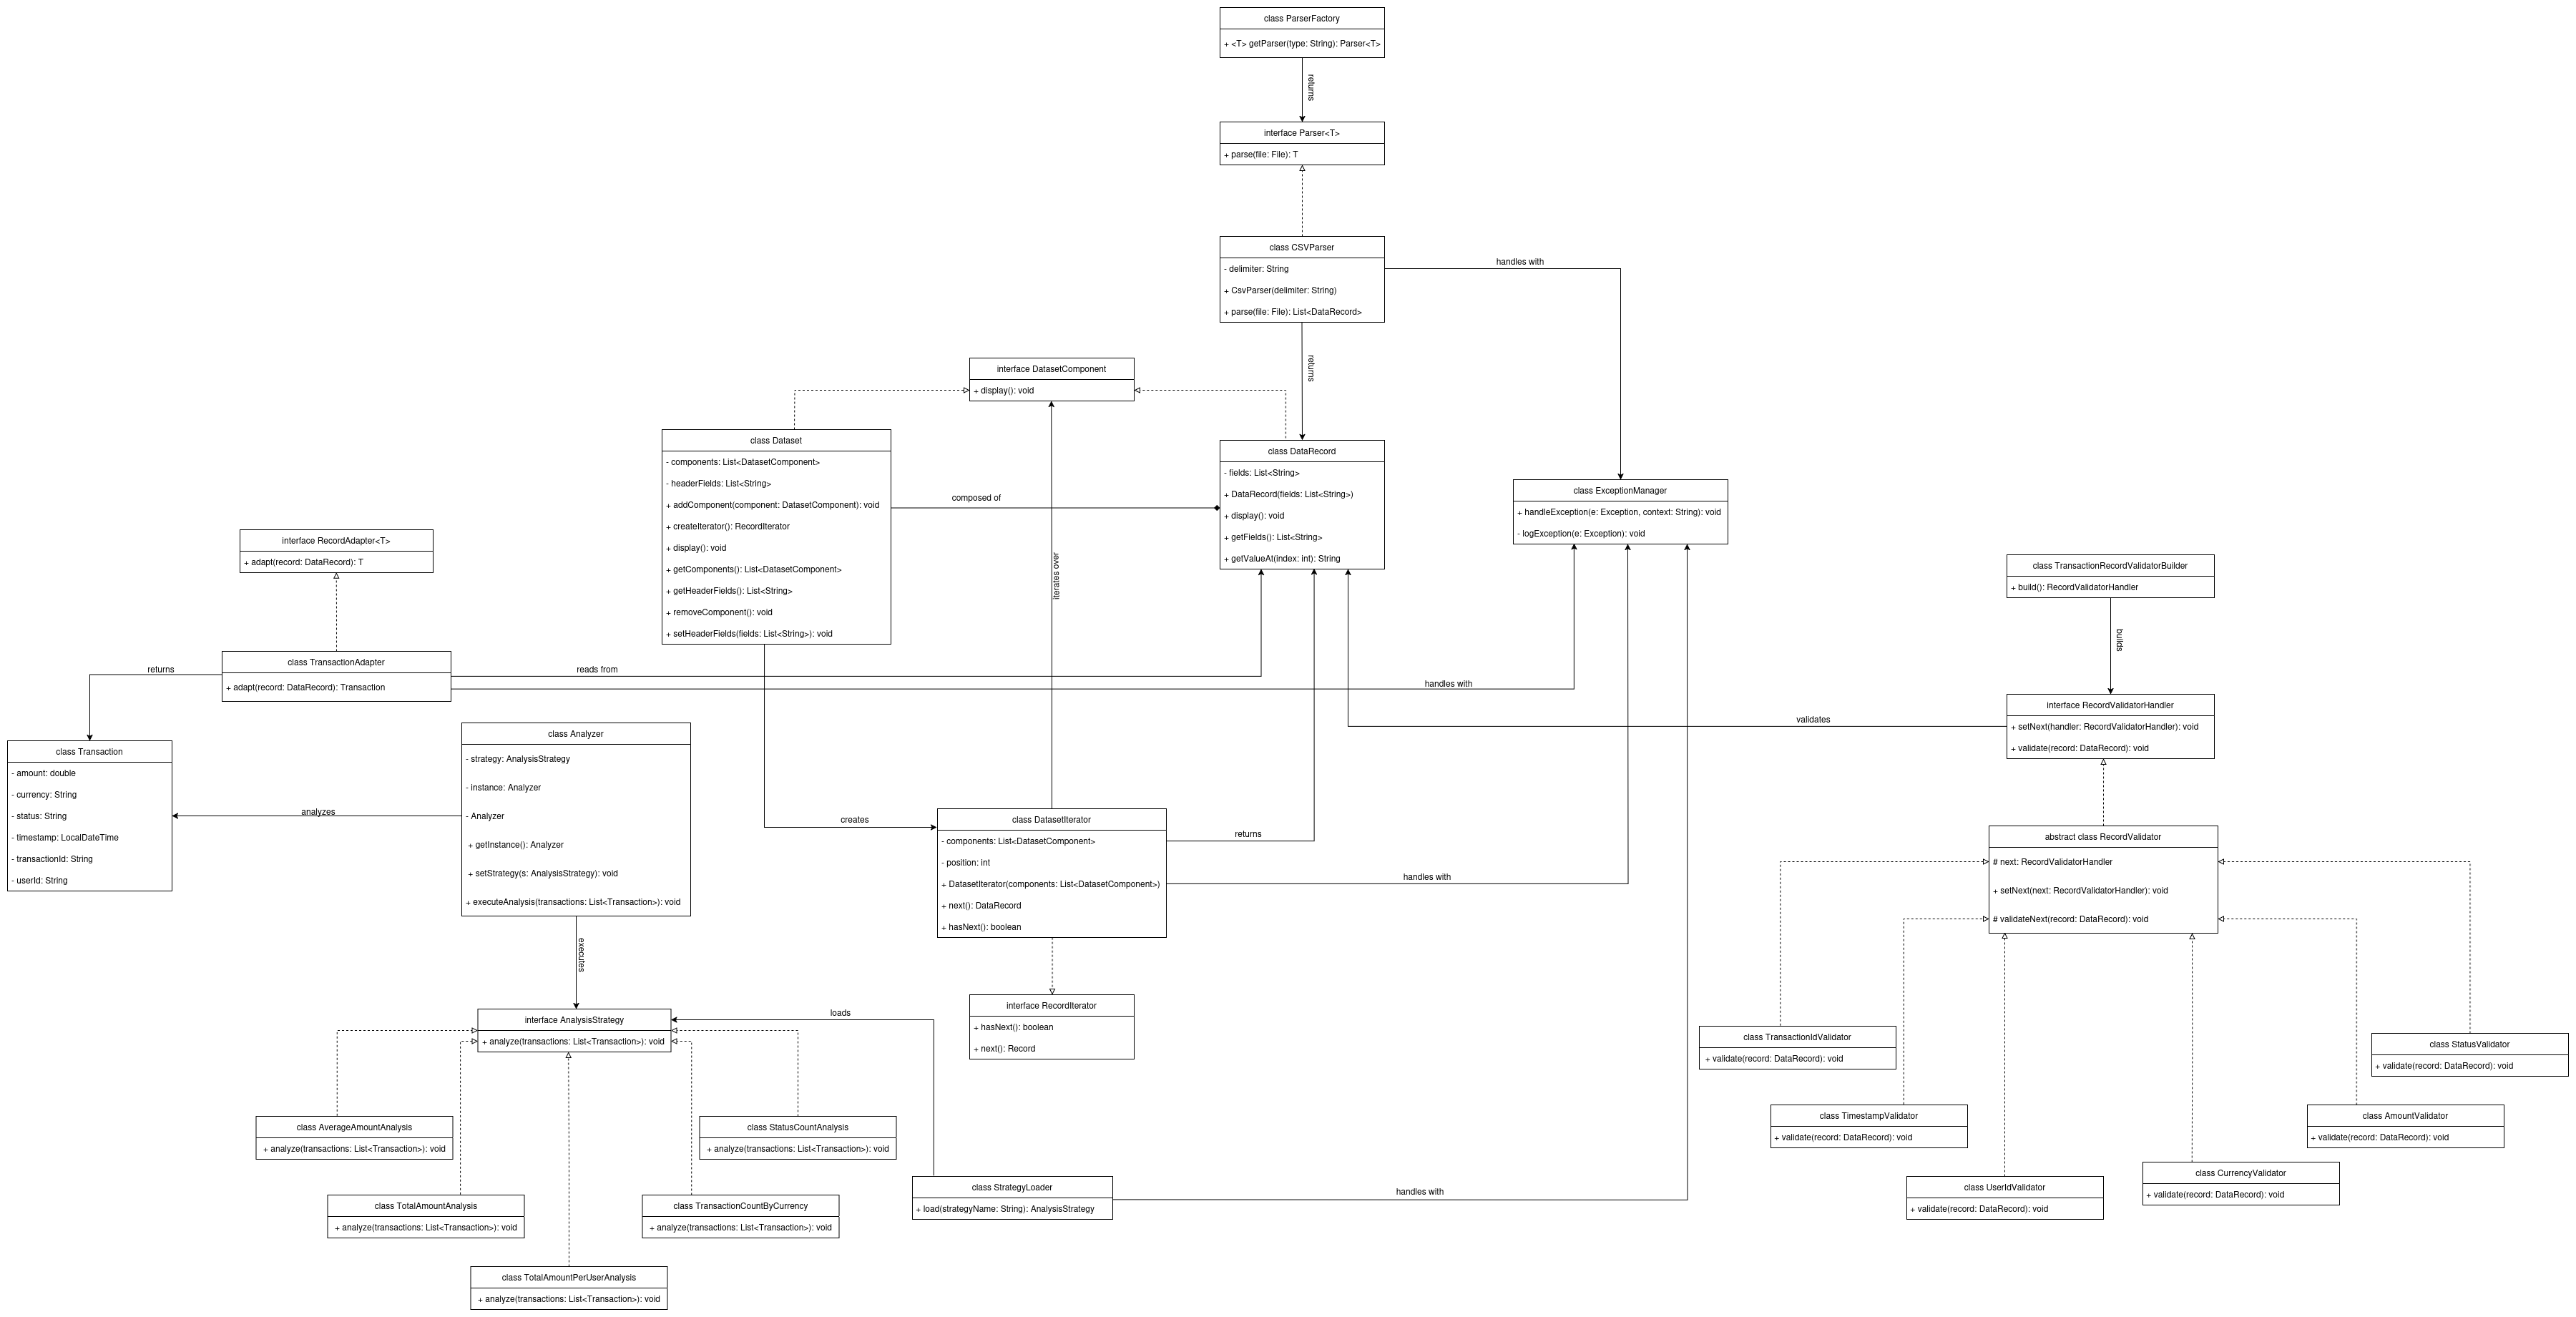 class ParserFactory
+ <T> getParser(type: String): Parser<T>
returns
interface Parser<T>
+ parse(file: File): T
class CSVParser
- delimiter: String
+ CsvParser(delimiter: String)
+ parse(file: File): List<DataRecord>
handles with
returns
interface DatasetComponent
+ display(): void
class Dataset
- components: List<DatasetComponent>
- headerFields: List<String>
+ addComponent(component: DatasetComponent): void
+ createIterator(): RecordIterator
+ display(): void
+ getComponents(): List<DatasetComponent>
+ getHeaderFields(): List<String>
+ removeComponent(): void
+ setHeaderFields(fields: List<String>): void
composed of
iterates over
class DataRecord
- fields: List<String>
+ DataRecord(fields: List<String>)
+ display(): void
+ getFields(): List<String>
+ getValueAt(index: int): String
class ExceptionManager
+ handleException(e: Exception, context: String): void
- logException(e: Exception): void
interface RecordAdapter<T>
+ adapt(record: DataRecord): T
class TransactionAdapter
+ adapt(record: DataRecord): Transaction
returns
reads from
handles with
class TransactionRecordValidatorBuilder
+ build(): RecordValidatorHandler
builds
interface RecordValidatorHandler
+ setNext(handler: RecordValidatorHandler): void
+ validate(record: DataRecord): void
validates
class Transaction
- amount: double
- currency: String
- status: String
- timestamp: LocalDateTime
- transactionId: String
- userId: String
analyzes
class Analyzer
- strategy: AnalysisStrategy
- instance: Analyzer
- Analyzer
+ getInstance(): Analyzer
+ setStrategy(s: AnalysisStrategy): void
+ executeAnalysis(transactions: List<Transaction>): void
executes
creates
class DatasetIterator
- components: List<DatasetComponent>
- position: int
+ DatasetIterator(components: List<DatasetComponent>)
+ next(): DataRecord
+ hasNext(): boolean
returns
handles with
abstract class RecordValidator
# next: RecordValidatorHandler
+ setNext(next: RecordValidatorHandler): void
# validateNext(record: DataRecord): void
interface RecordIterator
+ hasNext(): boolean
+ next(): Record
interface AnalysisStrategy
+ analyze(transactions: List<Transaction>): void
loads
class AverageAmountAnalysis
+ analyze(transactions: List<Transaction>): void
class StatusCountAnalysis
+ analyze(transactions: List<Transaction>): void
class TotalAmountAnalysis
+ analyze(transactions: List<Transaction>): void
class TransactionCountByCurrency
+ analyze(transactions: List<Transaction>): void
class TotalAmountPerUserAnalysis
+ analyze(transactions: List<Transaction>): void
class StrategyLoader
+ load(strategyName: String): AnalysisStrategy
handles with
class TransactionIdValidator
+ validate(record: DataRecord): void
class StatusValidator
+ validate(record: DataRecord): void
class TimestampValidator
+ validate(record: DataRecord): void
class AmountValidator
+ validate(record: DataRecord): void
class UserIdValidator
+ validate(record: DataRecord): void
class CurrencyValidator
+ validate(record: DataRecord): void